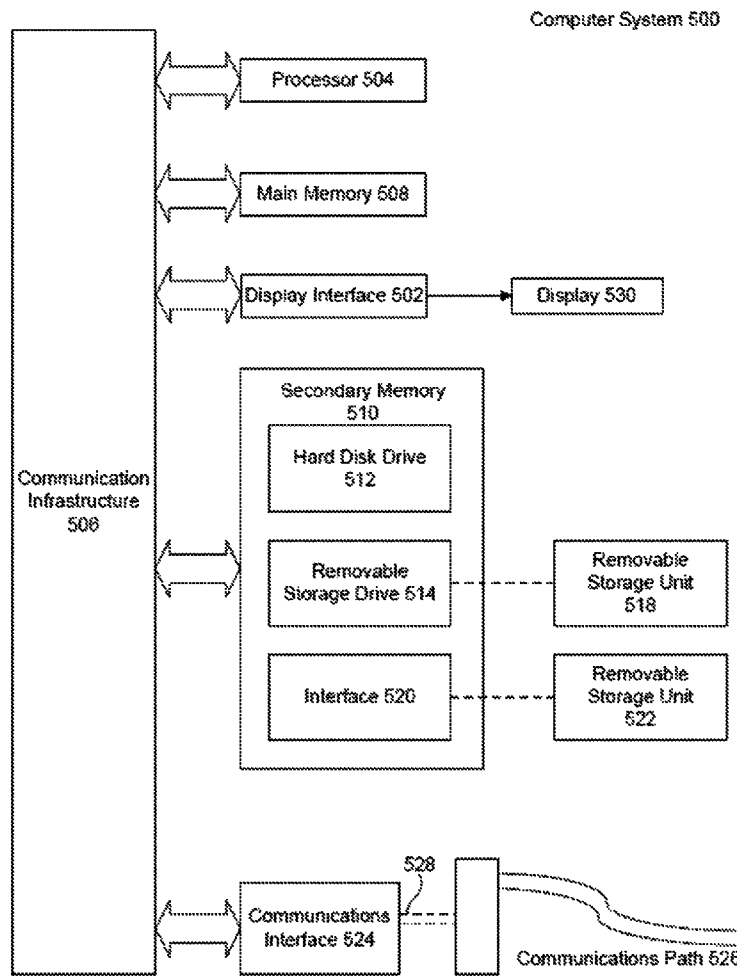 Computer System 500
Processor 504
Main Memory 508
Display Interface 502
Display 530
Secondary Memory
510
Hard Disk Drive
512
Communication
Infrastructure
506
Removable
Storage Drive 514
Removable
Storage Unit
518
Interface 520
Removable
Storage Unit
522
528
Communications
Interface 524
Communications Path 526